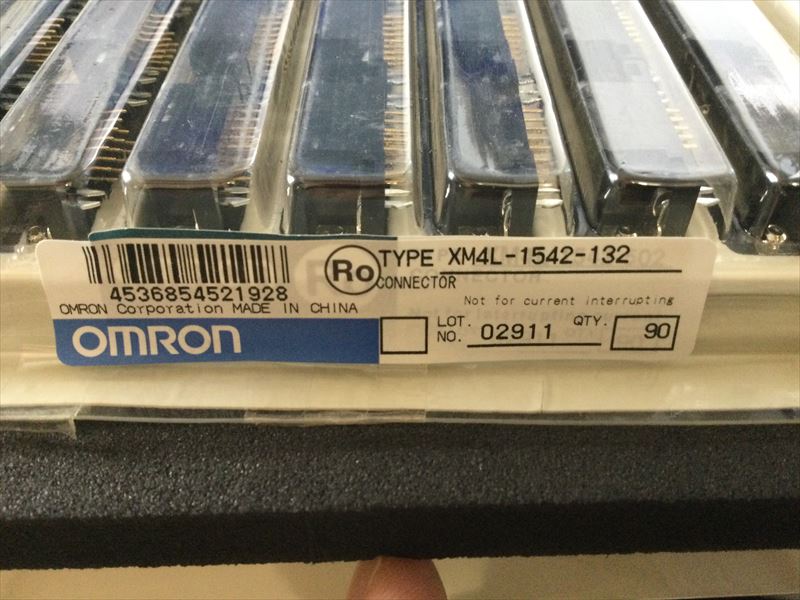 Ro TYPE XM4L-1542-132
4536854521928 CONNECTOR
OMRON Corporation MADE IN CHINA Not for current interrupting
OMRON LOT. NO. 02911 QTY. 90